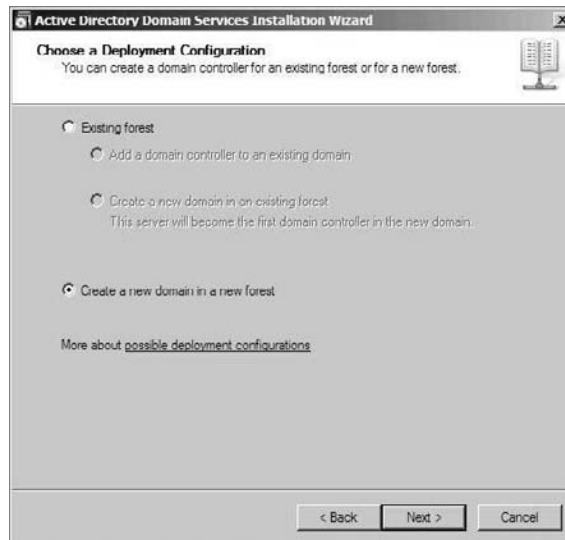 Active Directory Domain Services Installation Wizard
Choose a Deployment Configuration
You can create a domain controller for an existing forest or for a new forest.
Existing forest
Add a domain controller to an existing domain
Create a new domain in an existing forest
This server will become the first domain controller in the new domain.
Create a new domain in a new forest
More about possible deployment configurations
< Back
Next >
Cancel